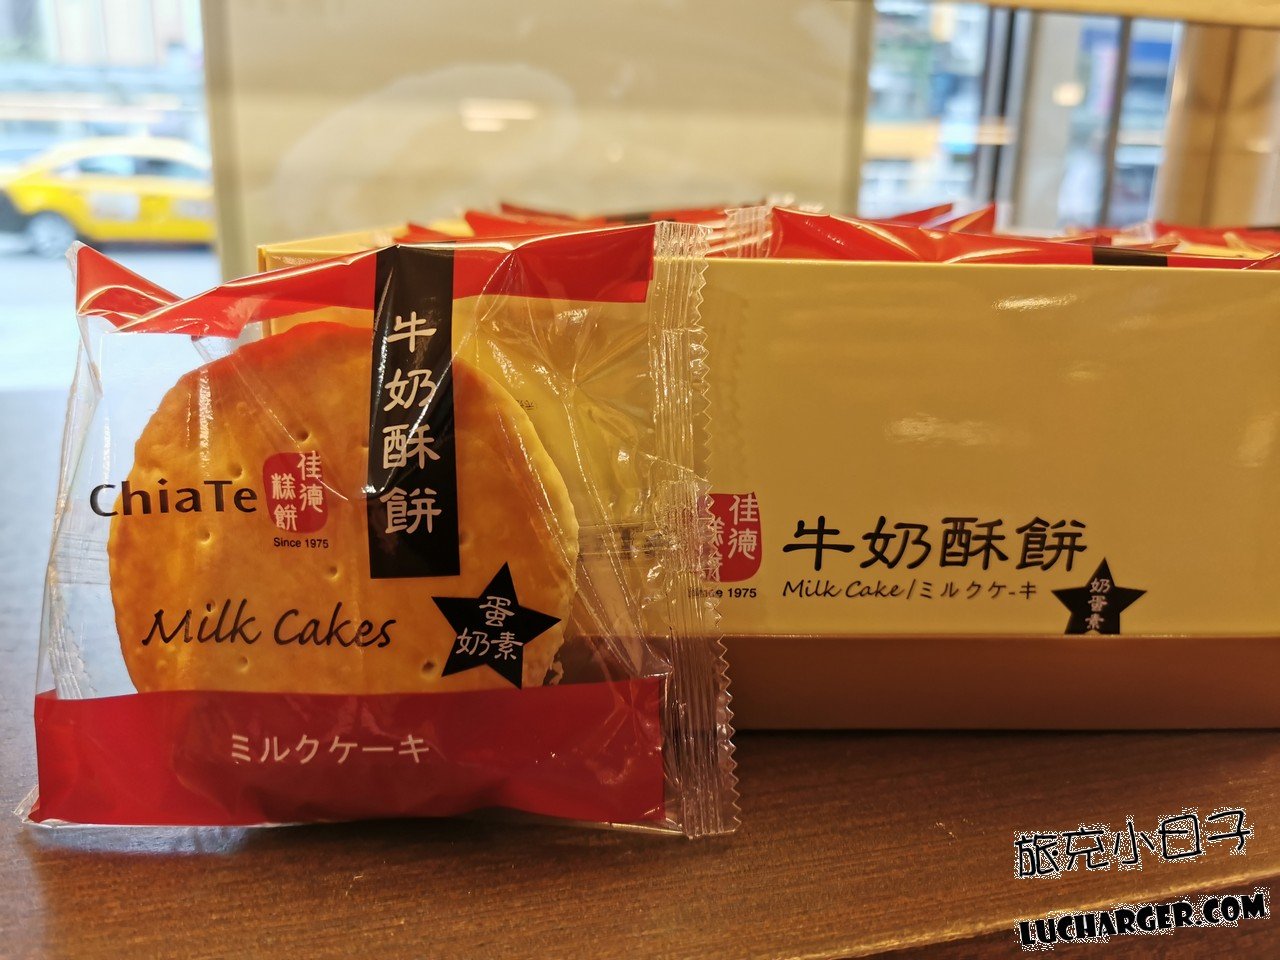 牛奶酥餅
ChiaTe
佳德
糕餅
Since 1975
Milk Cakes
蛋
奶素
ミルクケーキ
佳德
糕餅
Since 1975
牛奶酥餅
Milk Cake/ミルクケーキ
奶蛋素
旅充小日子
LUCHARGER.COM